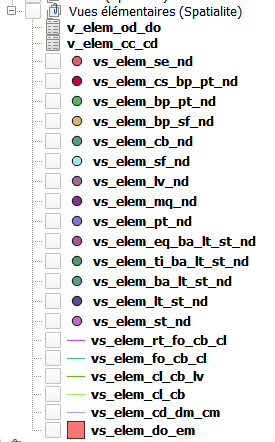 Vues élémentaires (Spatialite)
v_elem_od_do
v_elem_cc_cd
vs_elem_se_nd
vs_elem_cs_bp_pt_nd
vs_elem_bp_pt_nd
vs_elem_bp_sf_nd
vs_elem_cb_nd
vs_elem_sf_nd
vs_elem_lv_nd
vs_elem_mq_nd
vs_elem_pt_nd
vs_elem_eq_ba_lt_st_nd
vs_elem_ti_ba_lt_st_nd
vs_elem_ba_lt_st_nd
vs_elem_lt_st_nd
vs_elem_st_nd
vs_elem_rt_fo_cb_cl
vs_elem_fo_cb_cl
vs_elem_cl_cb_lv
vs_elem_cl_cb
vs_elem_cd_dm_cm
vs_elem_do_em